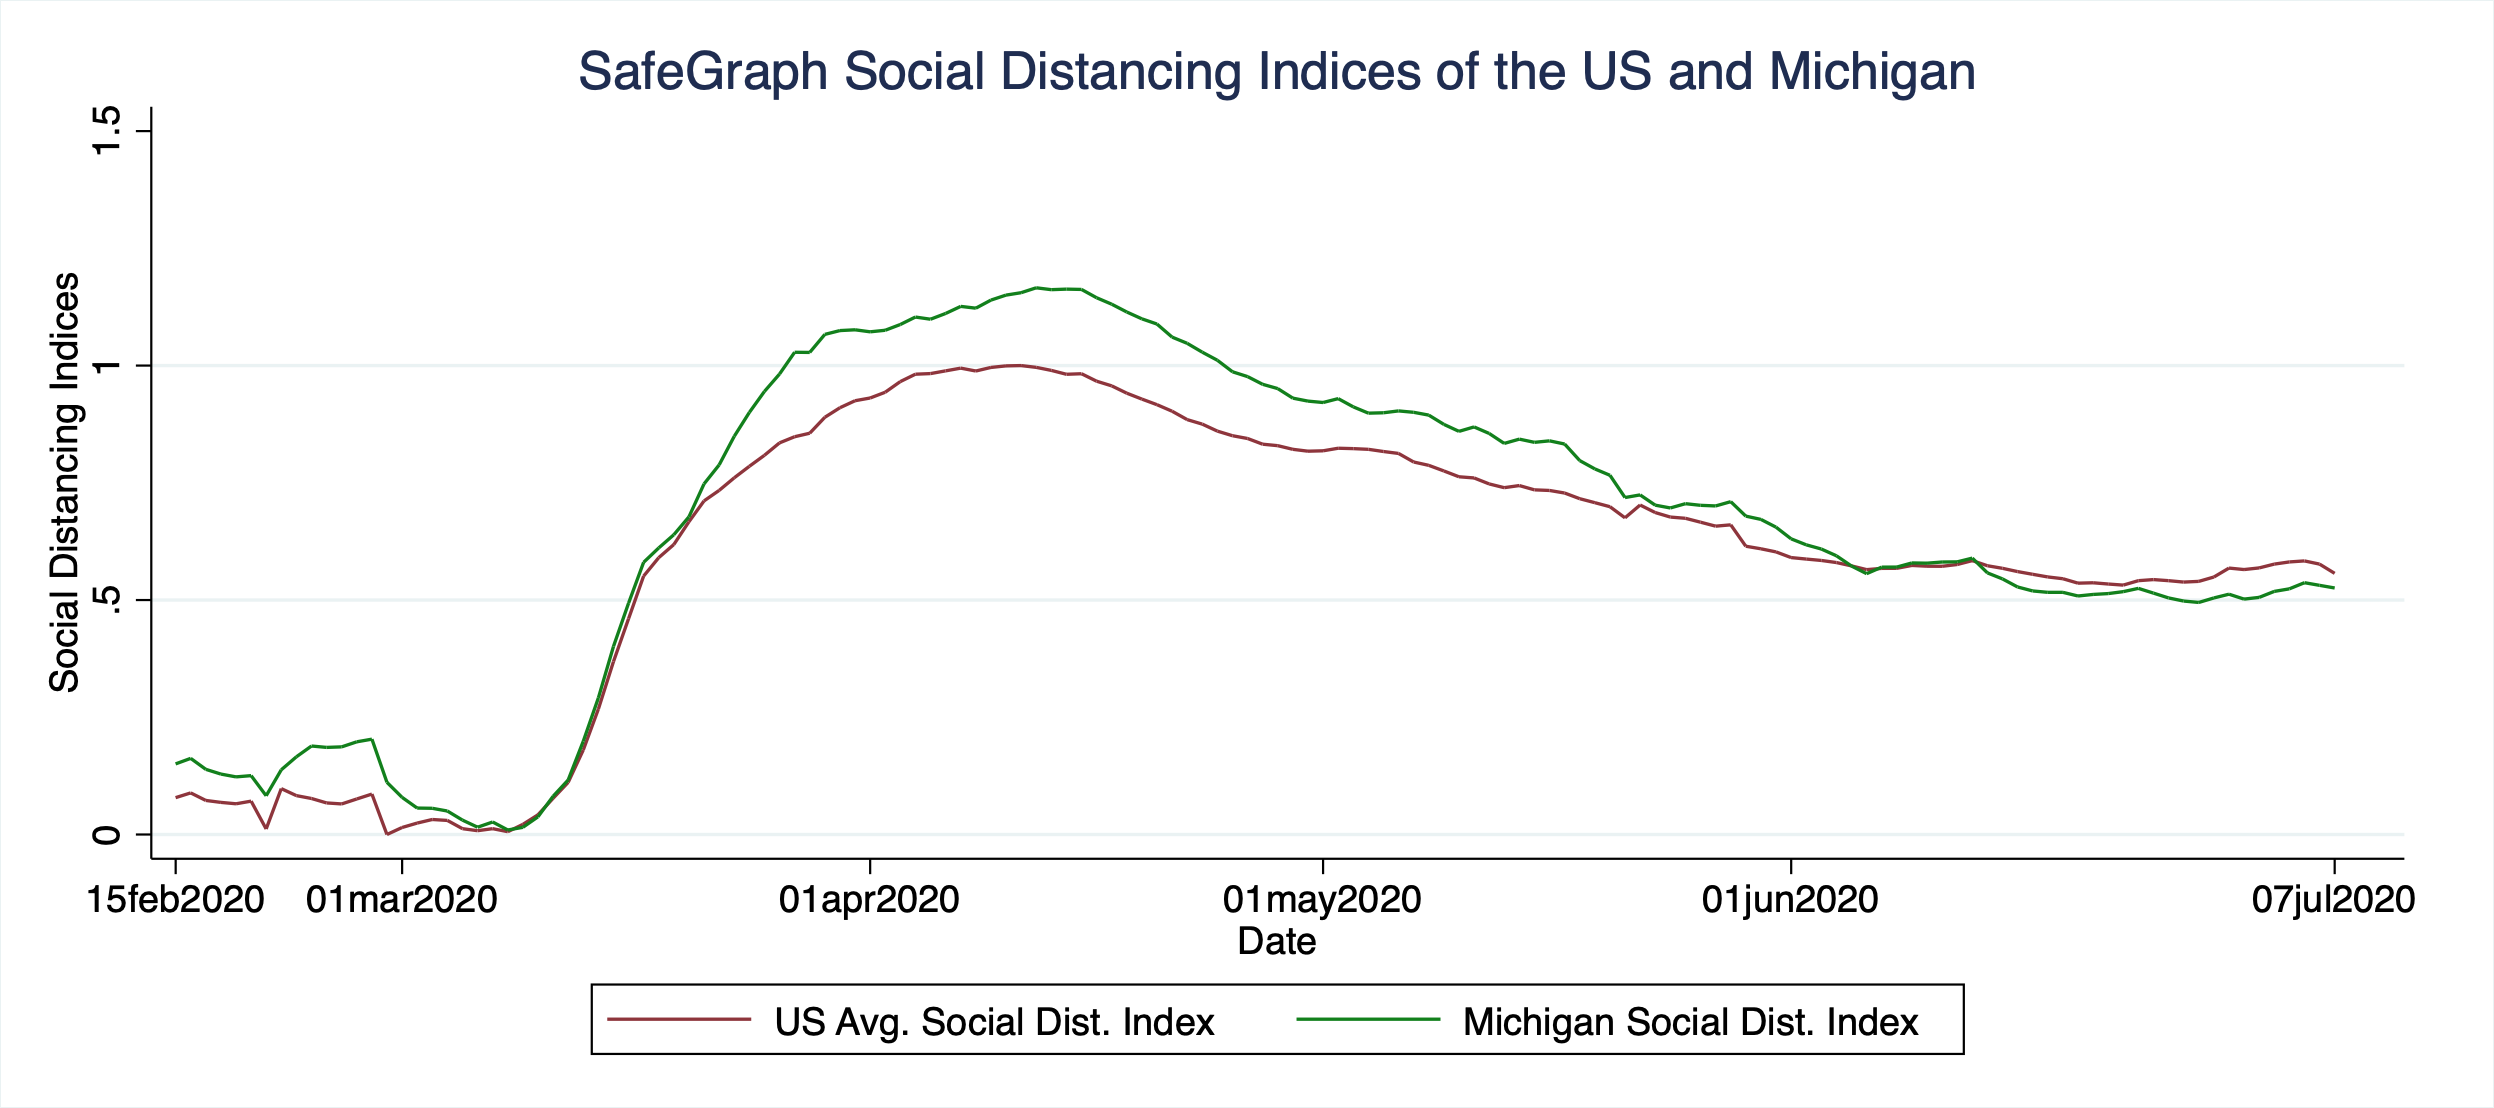 SafeGraph Social Distancing Indices of the US and Michigan
Social Distancing Indices
1.5
1
.5
0
15feb2020 01mar2020 01apr2020 01may2020 01jun2020 07jul2020
Date
US Avg. Social Dist. Index Michigan Social Dist. Index